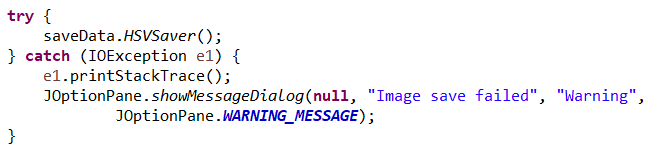 try {
    saveData.HSVSaver();
} catch (IOException e1) {
    e1.printStackTrace();
    JOptionPane.showMessageDialog(null, "Image save failed", "Warning",
            JOptionPane.WARNING_MESSAGE);
}